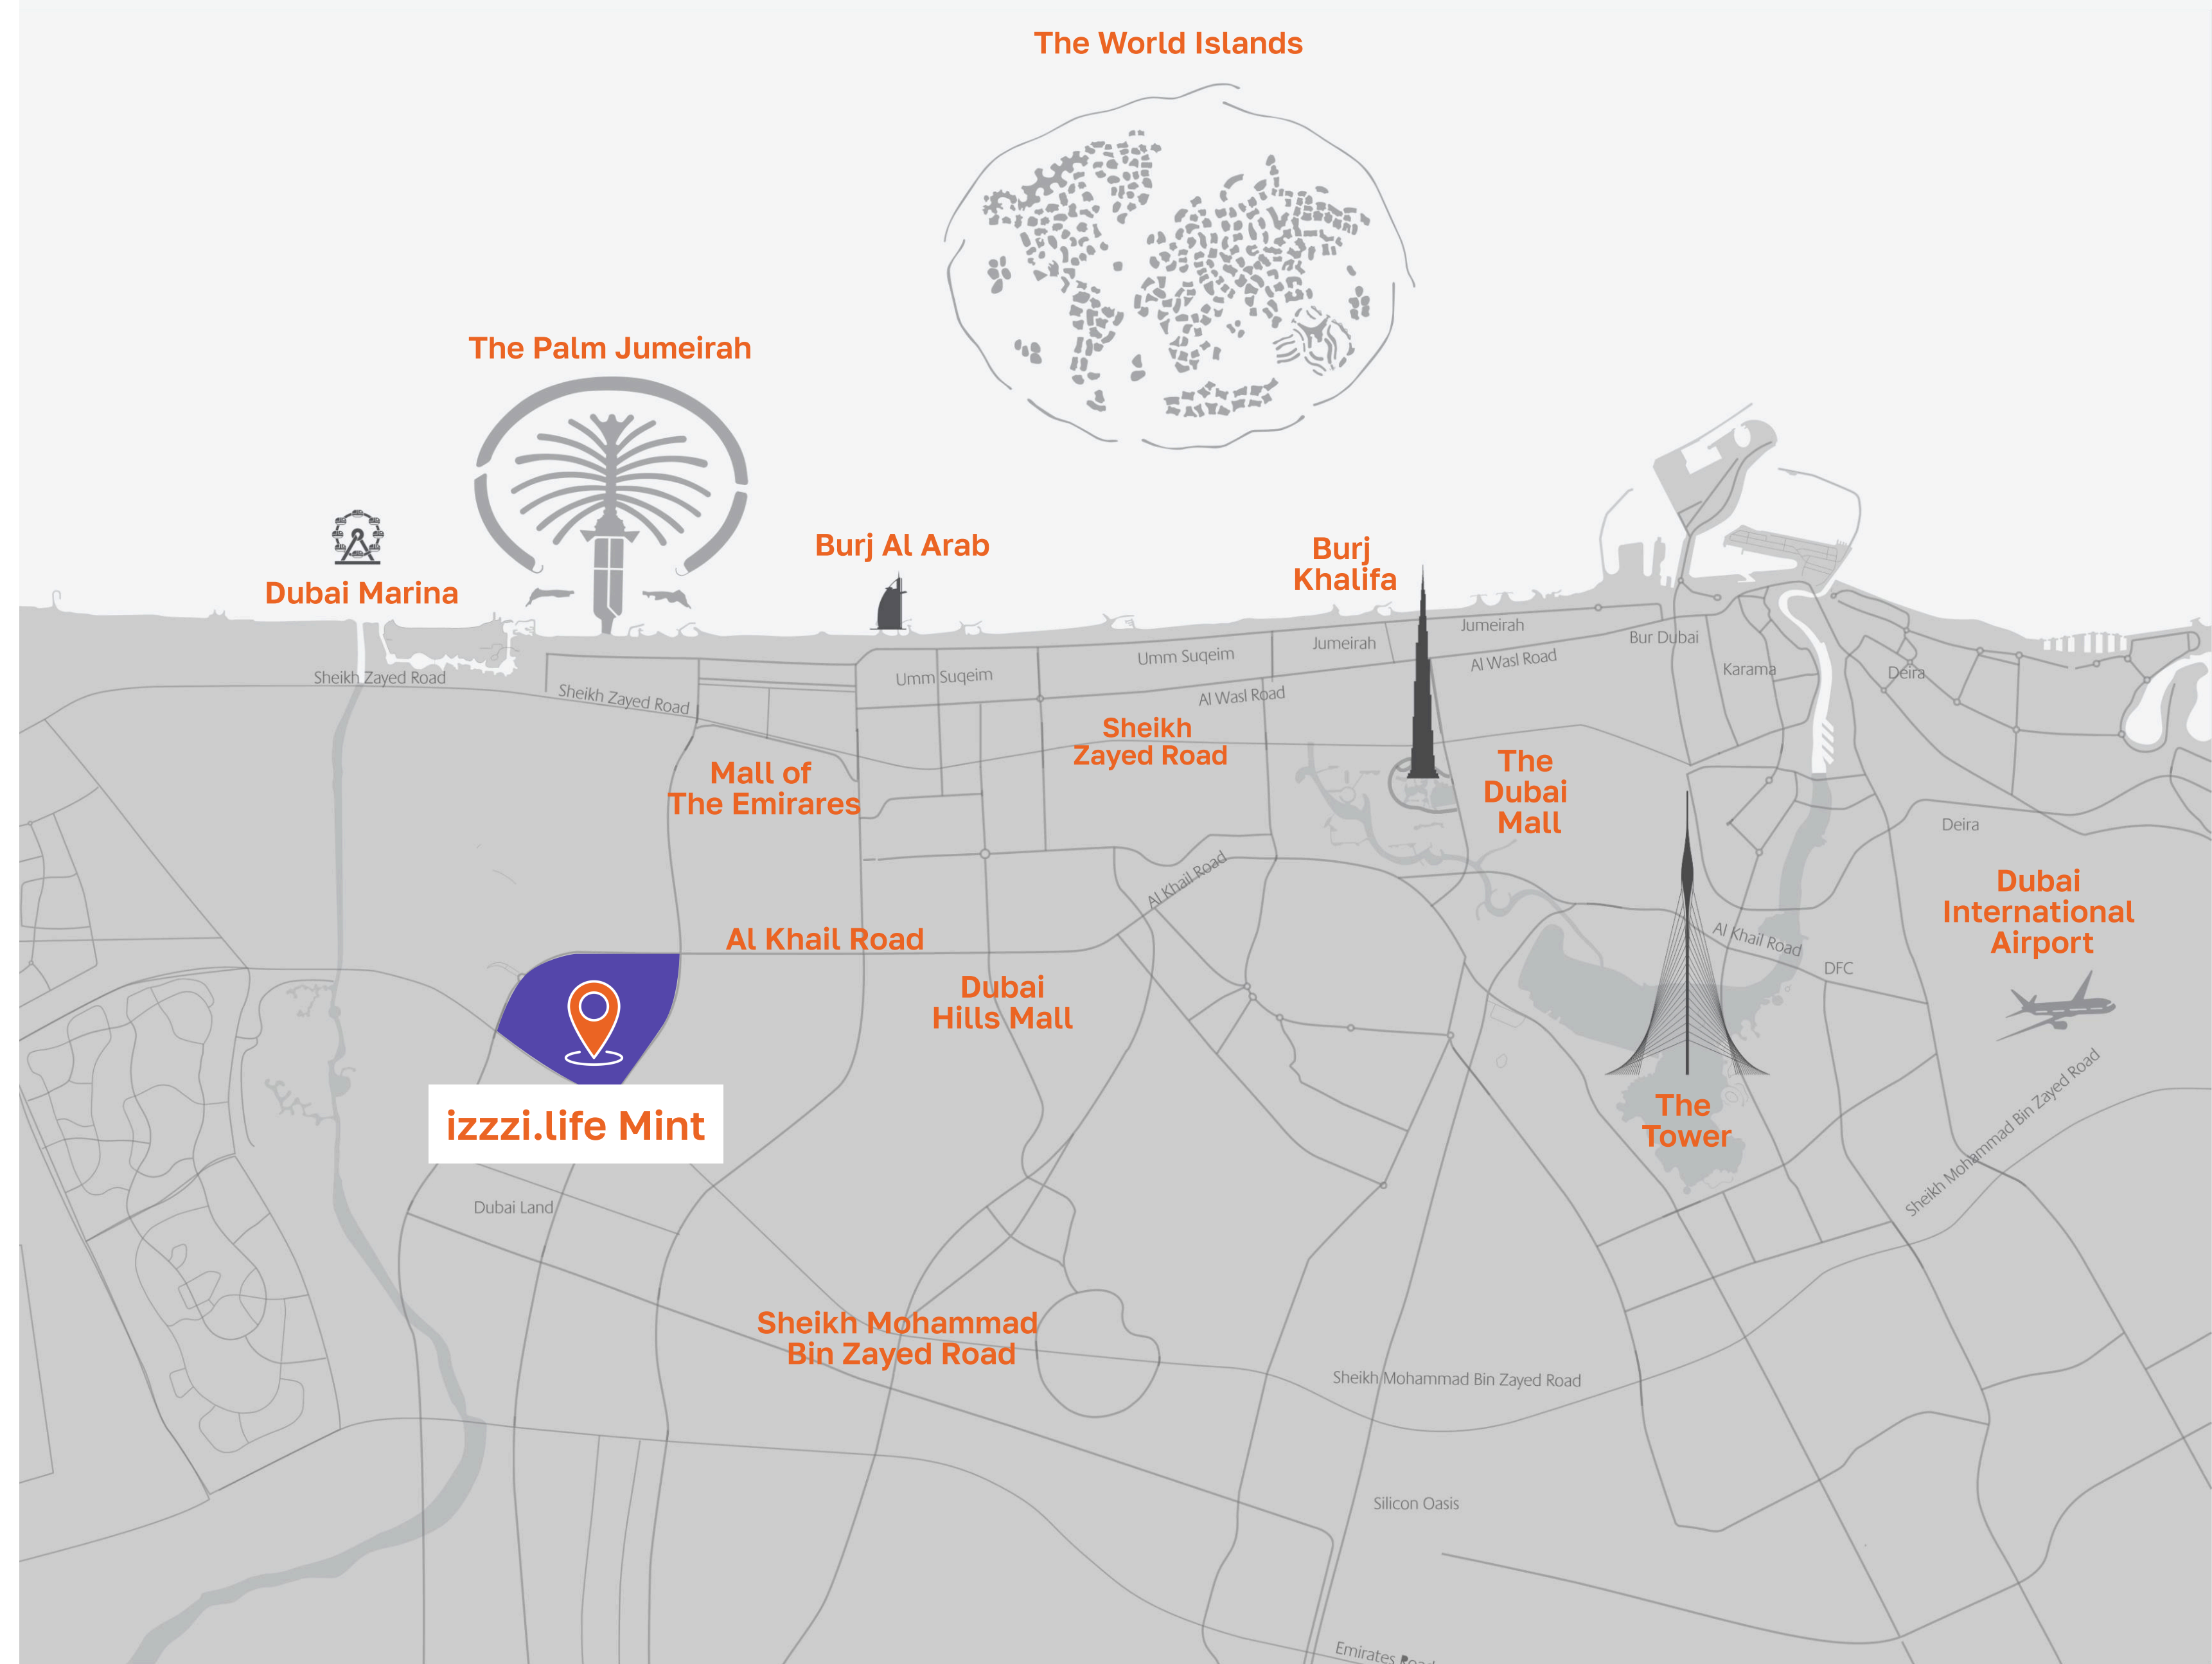 The World Islands
The Palm Jumeirah
Burj Al Arab
Burj
Khalifa
Dubai Marina
Jumeirah
Bur Dubai
Jumeirah
Umm Suqeim
Al Wasl Road
Karama
Deira
Sheikh Zayed Road
Umm Suqeim
Sheikh Zayed Road
Al Wasl Road
Sheikh
Zayed Road
Mall of
The Emirares
The
Dubai
Mall
Deira
Al Khail Road
Dubai
International
Airport
Al Khail Road
Al Khail Road
DFC
Dubai
Hills Mall
izzzi.life Mint
The
Tower
Sheikh Mohammad Bin Zayed Road
Dubai Land
Sheikh Mohammad
Bin Zayed Road
Sheikh Mohammad Bin Zayed Road
Silicon Oasis
Emirates Road